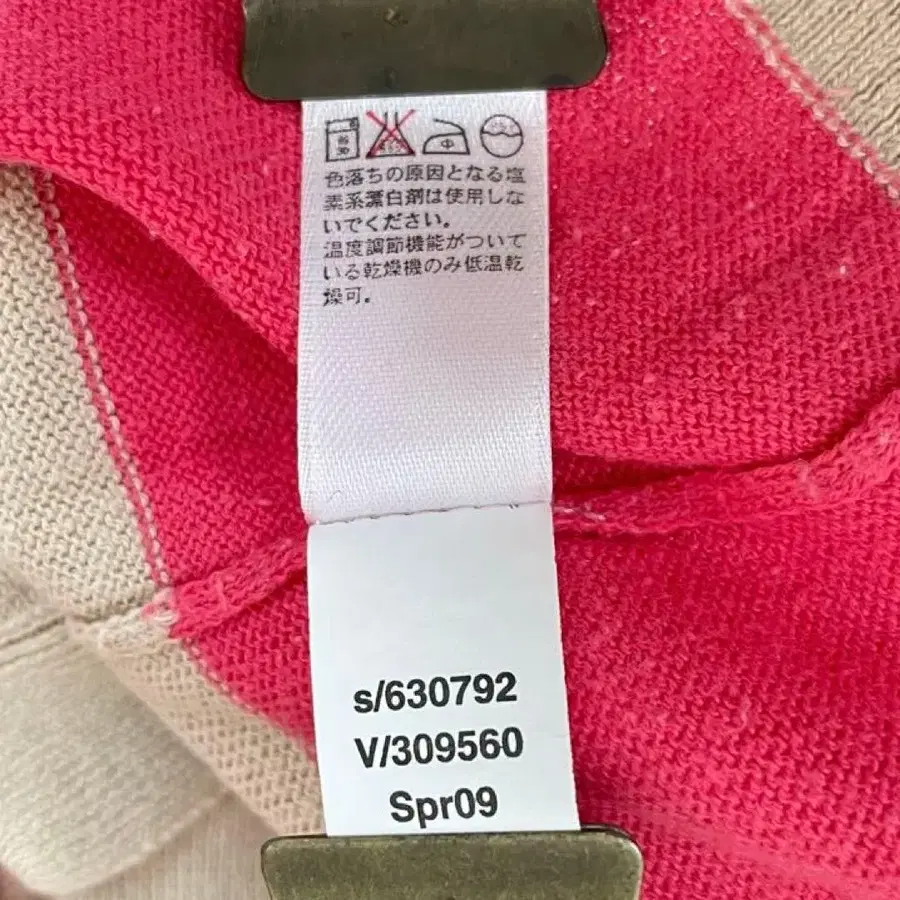 色落ちの原因となる塩
素系漂白剤は使用しな
いでください。
温度調節機能がついて
いる乾燥機のみ低温乾
燥可。
s/630792
V/309560
Spr09